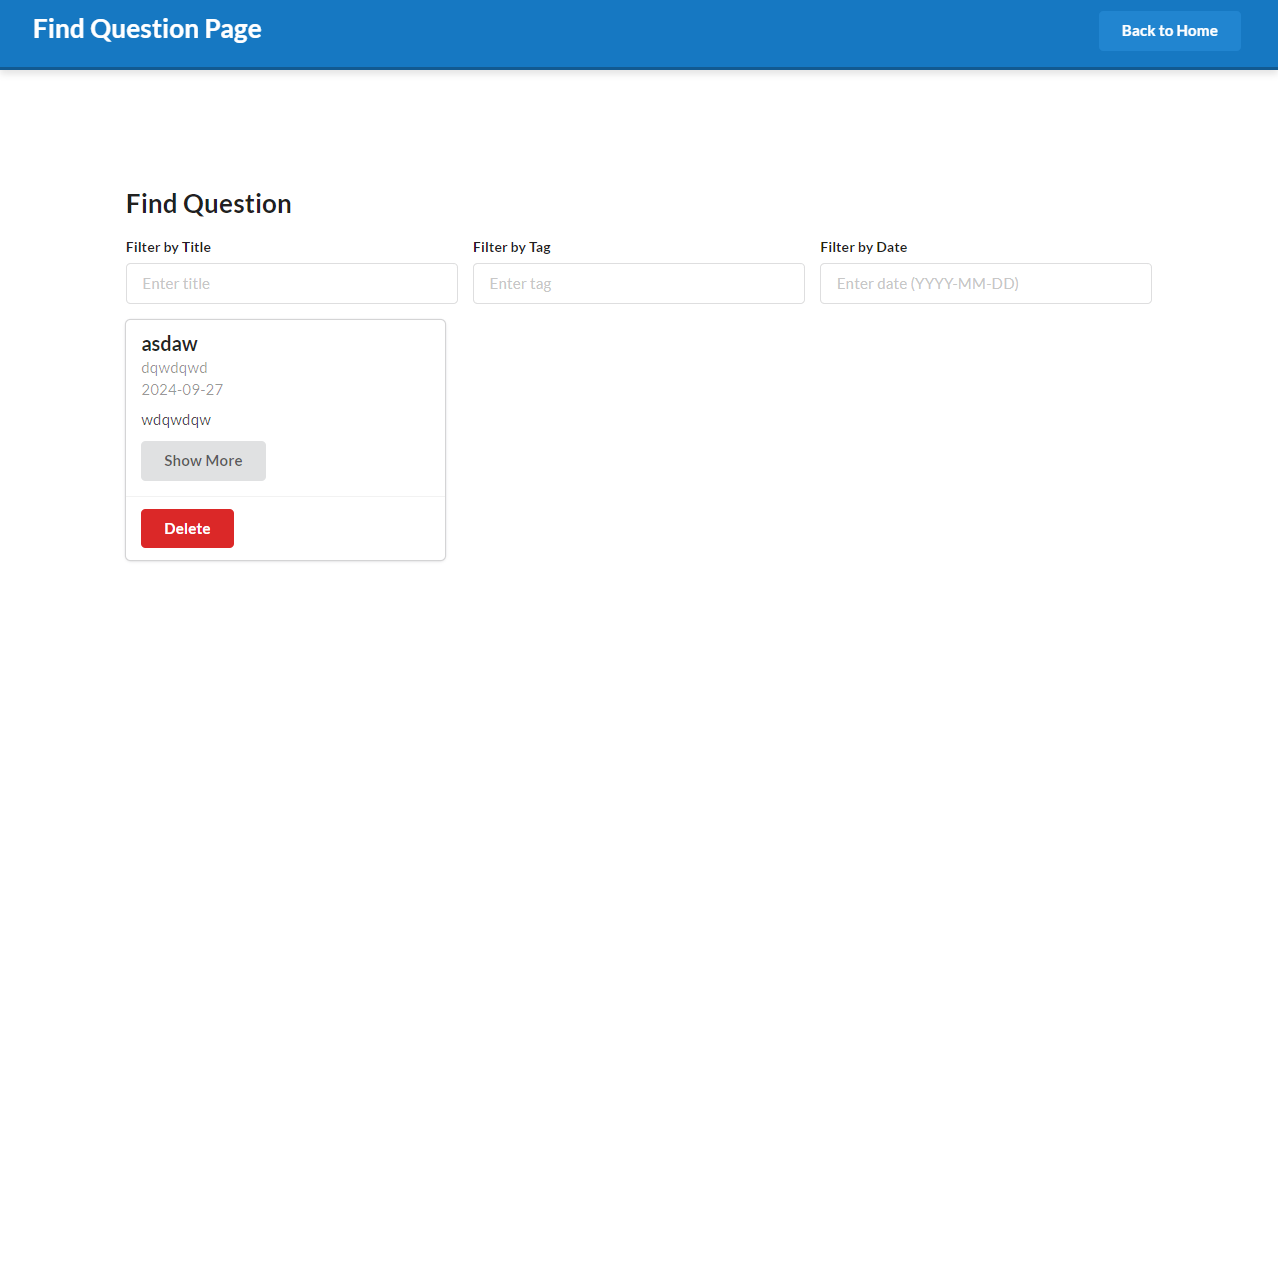 Find Question Page
Back to Home
Find Question
Filter by Title
Filter by Tag
Filter by Date
Enter title
Enter tag
Enter date (YYYY-MM-DD)
asdaw
dqwdqwd
2024-09-27
wdqwdqw
Show More
Delete